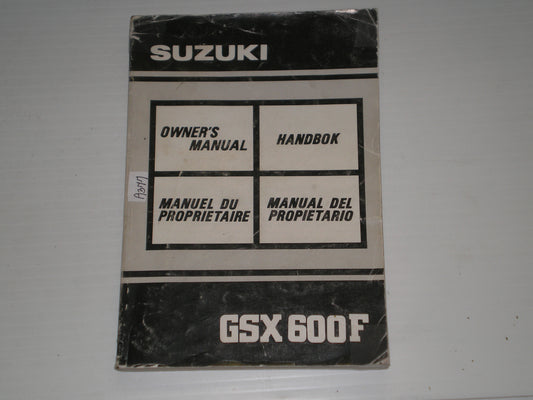 SUZUKI
OWNER'S
MANUAL
HANDBOK
MANUEL DU
PROPRIETAIRE
MANUAL DEL
PROPIETARIO
GSX 600F